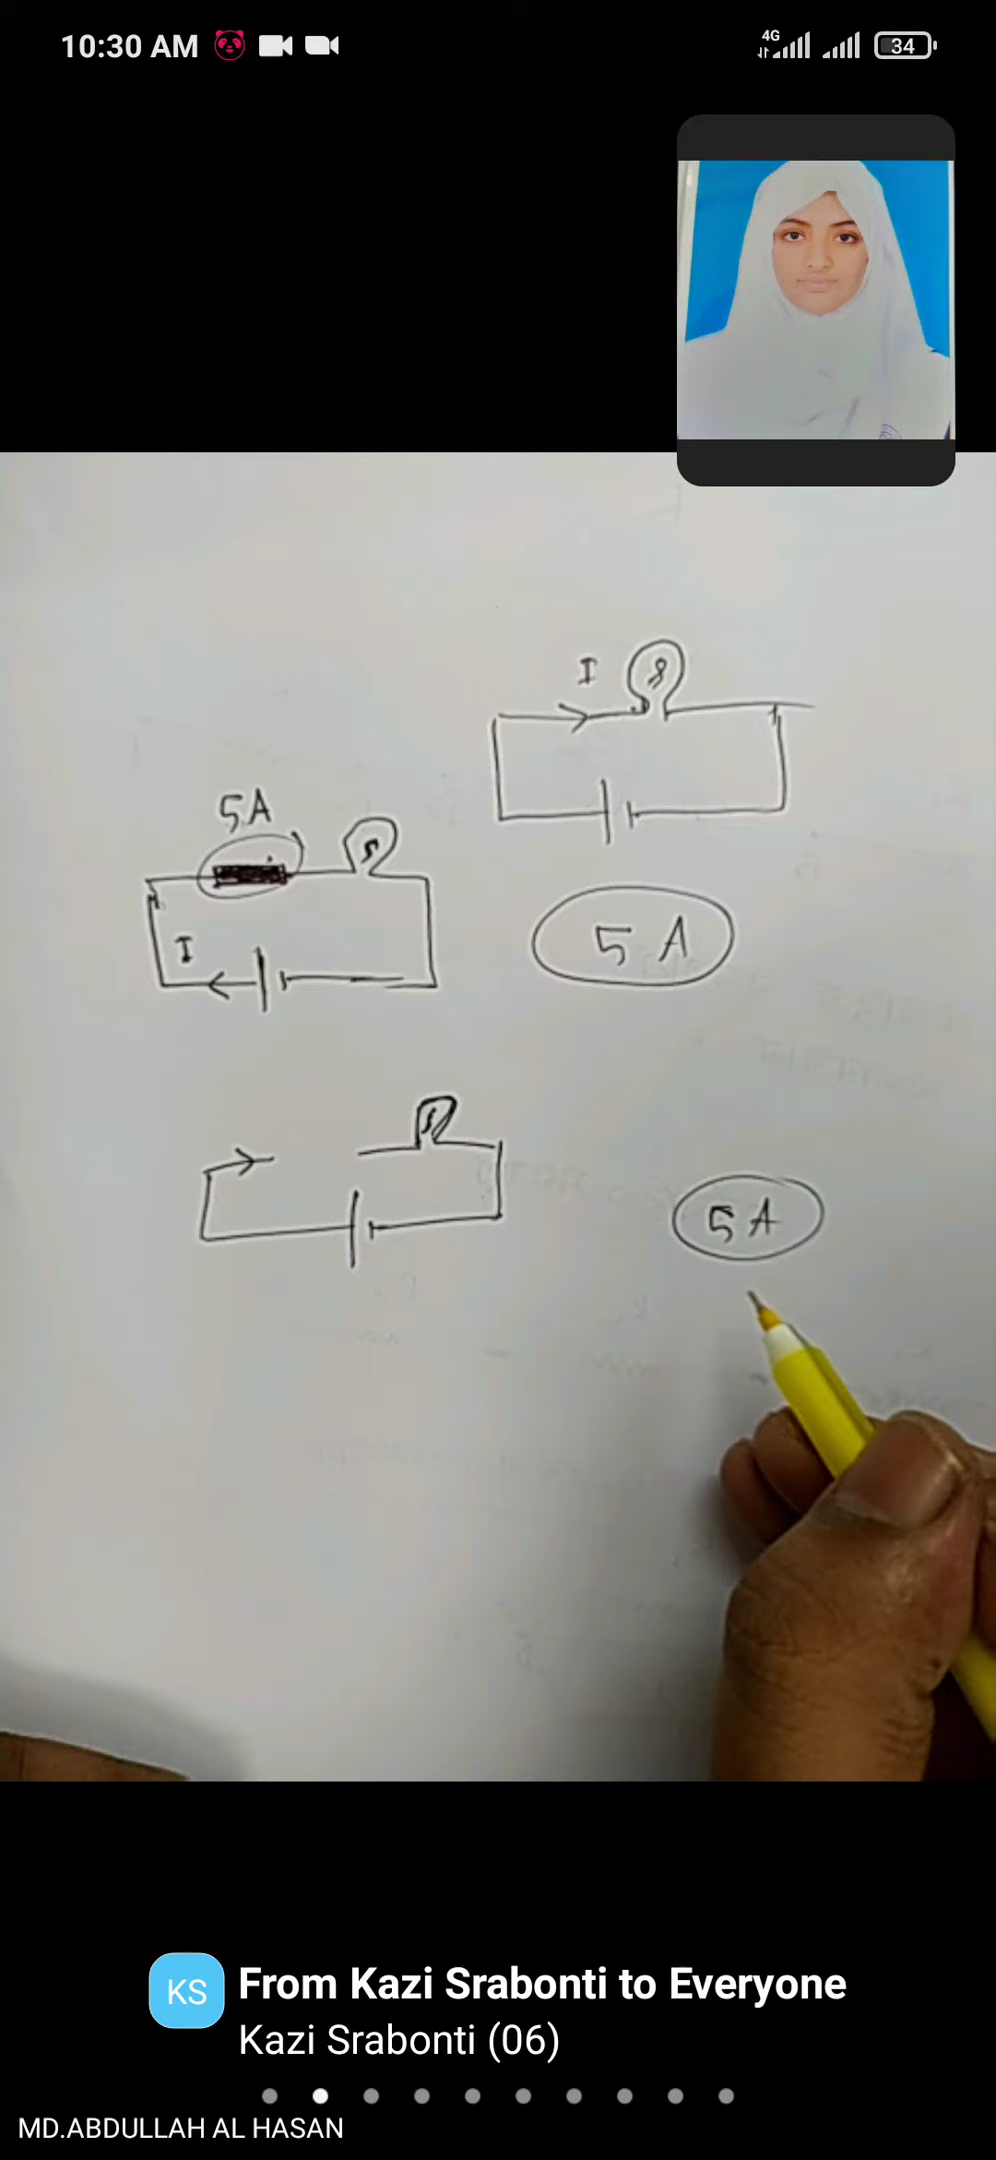 10:30 AM
4G
34
I
5A
I
5 A
5 A
KS
From Kazi Srabonti to Everyone
Kazi Srabonti (06)
MD.ABDULLAH AL HASAN